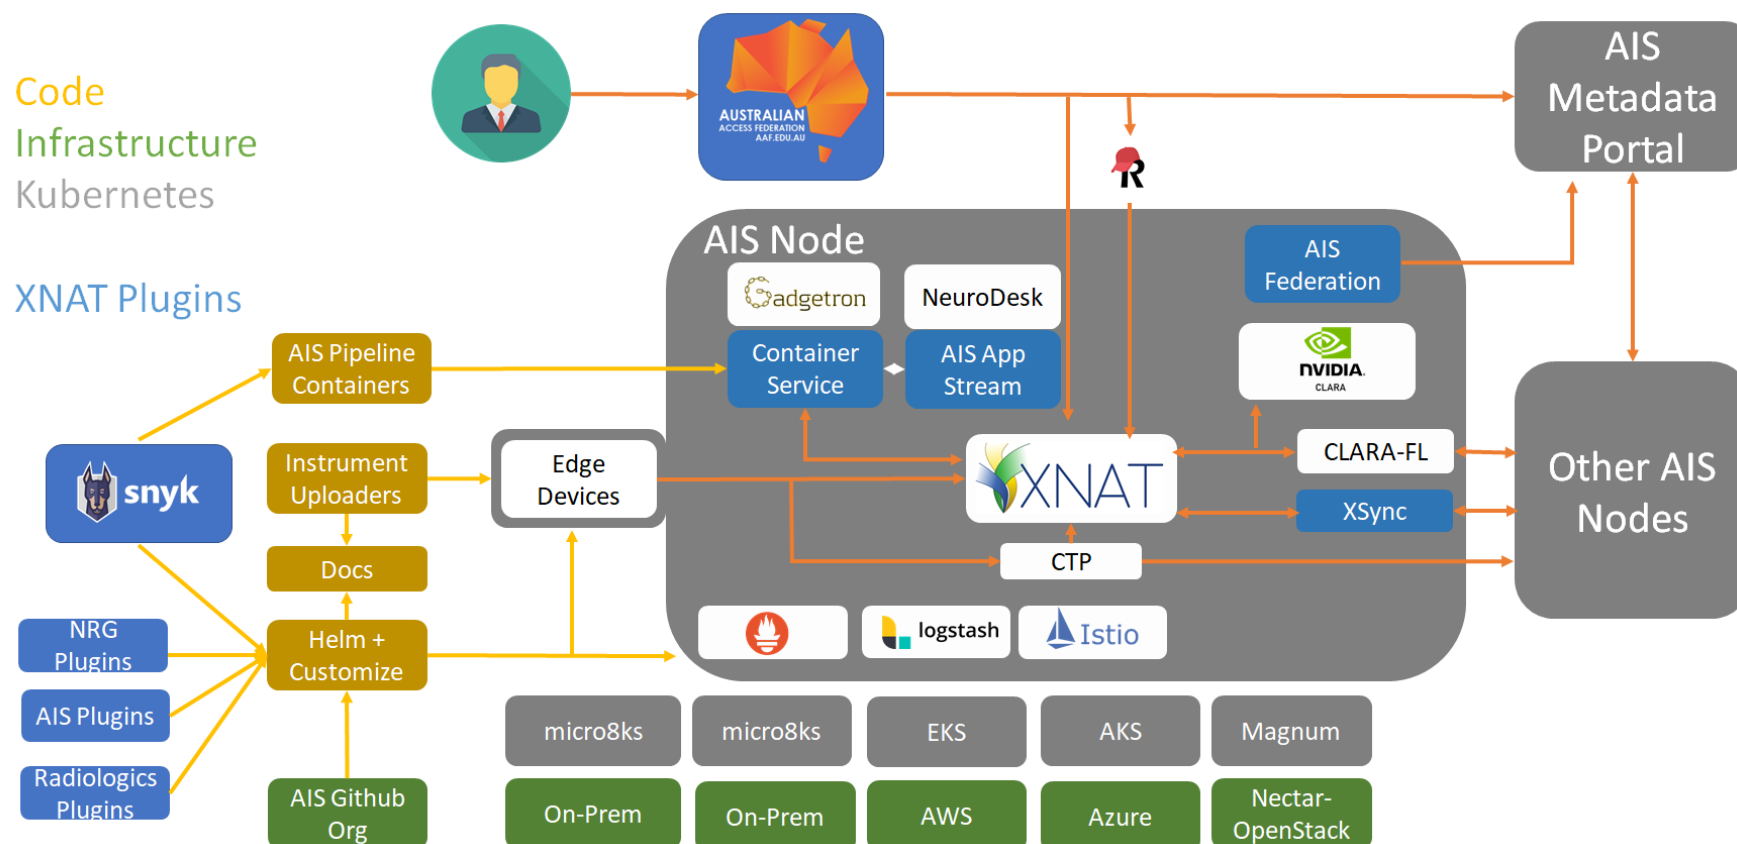 Code
Infrastructure
Kubernetes
XNAT Plugins
AUSTRALIAN
ACCESS FEDERATION
AAF.EDU.AU
AIS
Metadata
Portal
R
AIS Node
Gadgetron
NeuroDesk
AIS
Federation
Container
Service
AIS App
Stream
NVIDIA.
CLARA
AIS Pipeline
Containers
snyk
Instrument
Uploaders
Edge
Devices
XNAT
CLARA-FL
XSync
Other AIS
Nodes
CTP
Docs
NRG
Plugins
Helm +
Customize
AIS Plugins
Radiologics
Plugins
AIS Github
Org
logstash
Istio
micro8ks
micro8ks
EKS
AKS
Magnum
On-Prem
On-Prem
AWS
Azure
Nectar-
OpenStack